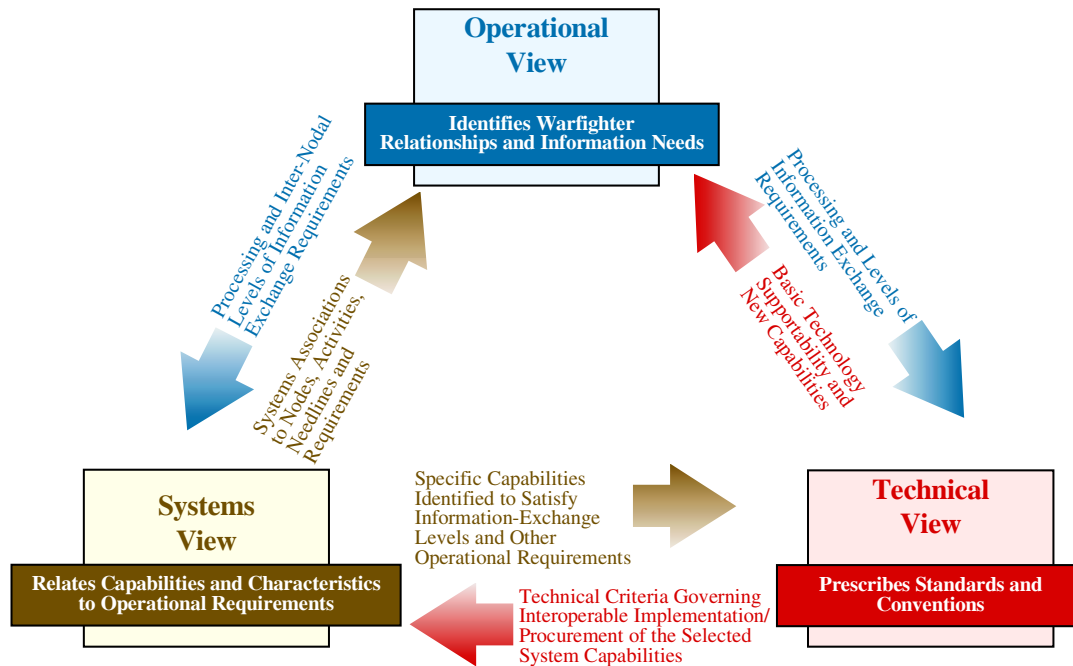 Operational
View
Identifies Warfighter
Relationships and Information Needs
Processing and Inter-Nodal
Levels of Information
Exchange Requirements
Systems Associations
to Nodes, Activities,
Needlines and
Requirements
Processing and Levels of
Information Exchange
Requirements
Basic Technology
Supportability and
New Capabilities
Systems
View
Relates Capabilities and Characteristics
to Operational Requirements
Specific Capabilities
Identified to Satisfy
Information-Exchange
Levels and Other
Operational Requirements
Technical Criteria Governing
Interoperable Implementation/
Procurement of the Selected
System Capabilities
Technical
View
Prescribes Standards and
Conventions